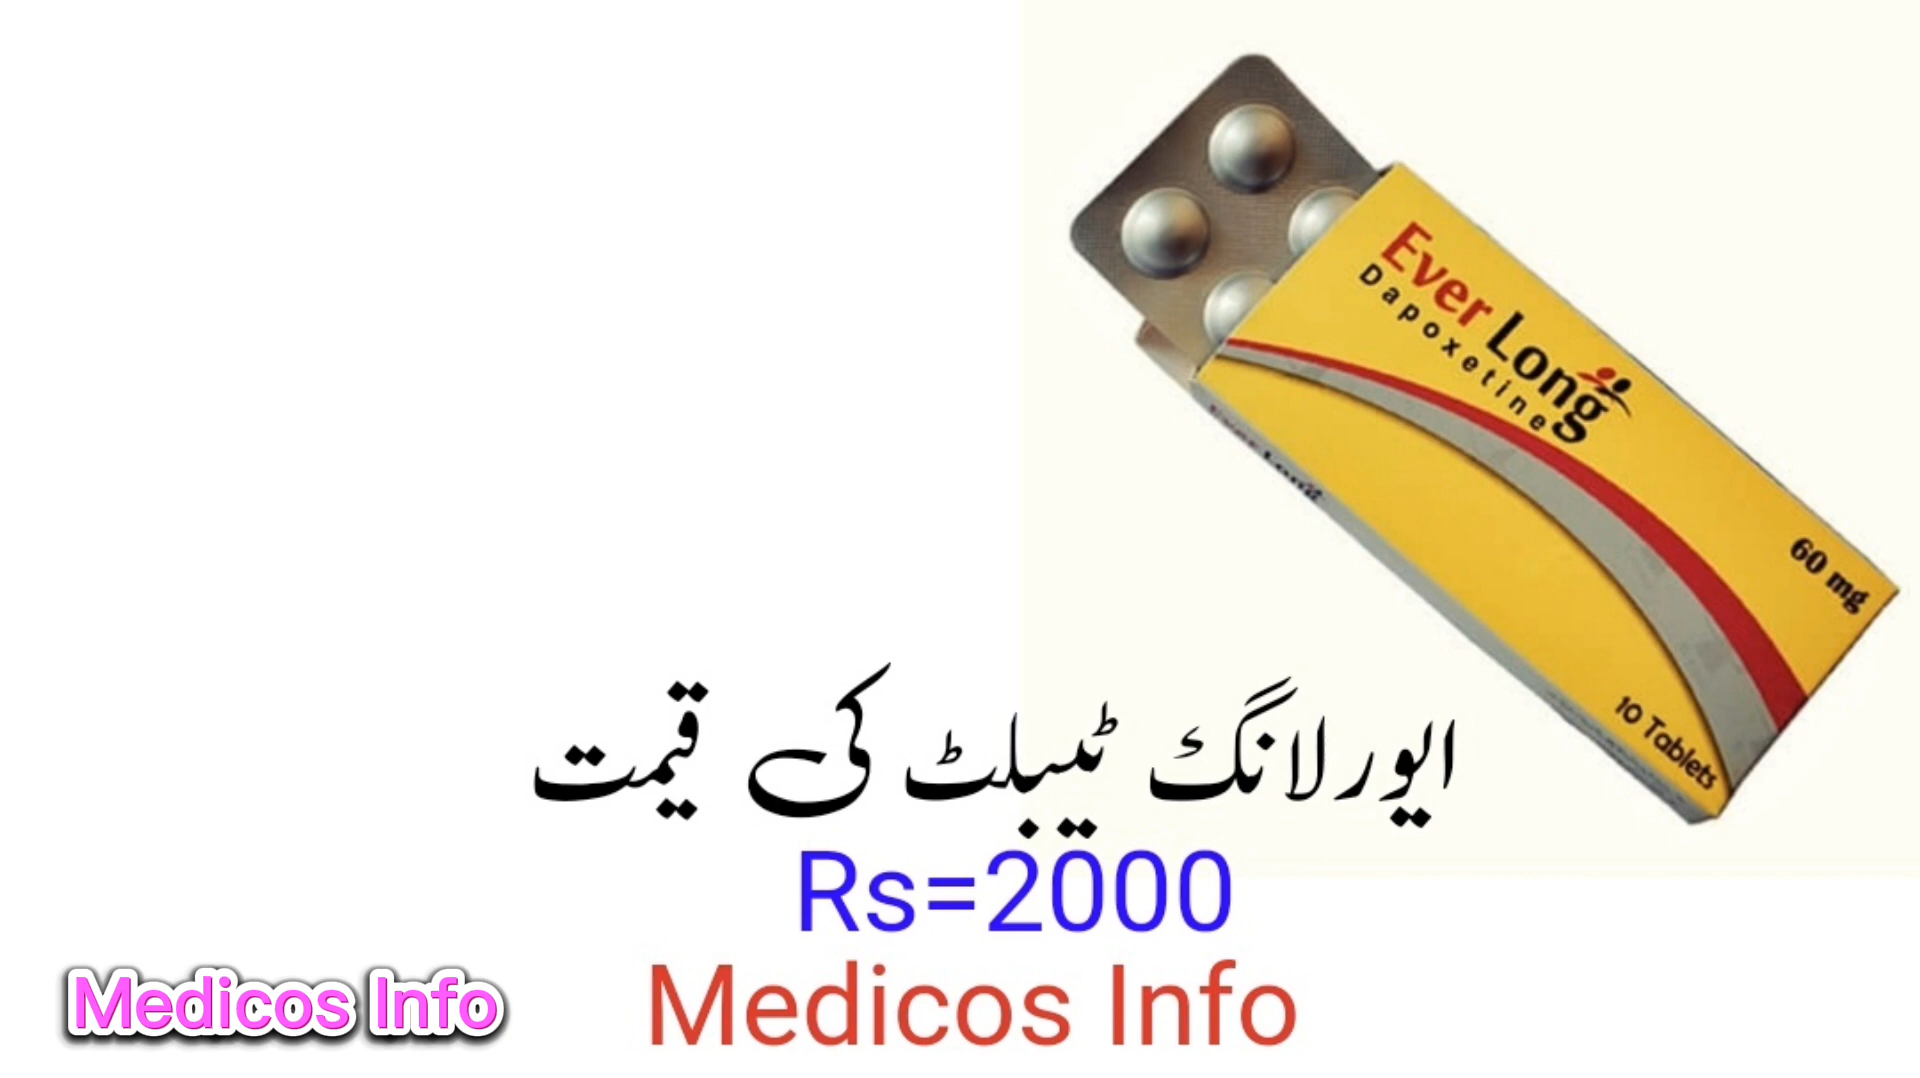 Ever Long
Dapoxetine
60 mg
10 Tablets
Ever Long
ایورلانگ ٹیبلٹ کی قیمت
Rs=2000
Medicos Info
Medicos Info